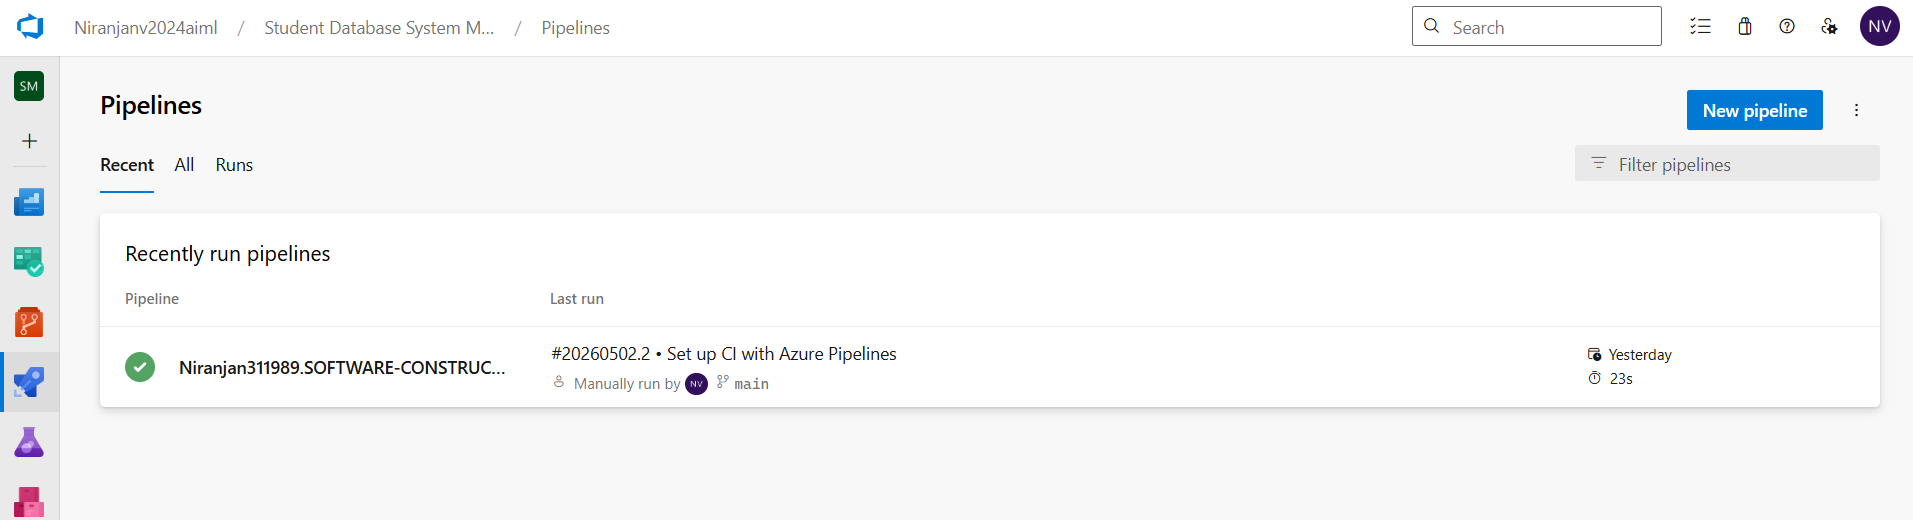 Niranjanv2024aiml / Student Database System M... / Pipelines
Search
NV
SM
Pipelines
New pipeline
Recent All Runs
Filter pipelines
Recently run pipelines
Pipeline Last run
Niranjan311989.SOFTWARE-CONSTRUC...
#20260502.2 • Set up CI with Azure Pipelines
Manually run by NV main
Yesterday
23s